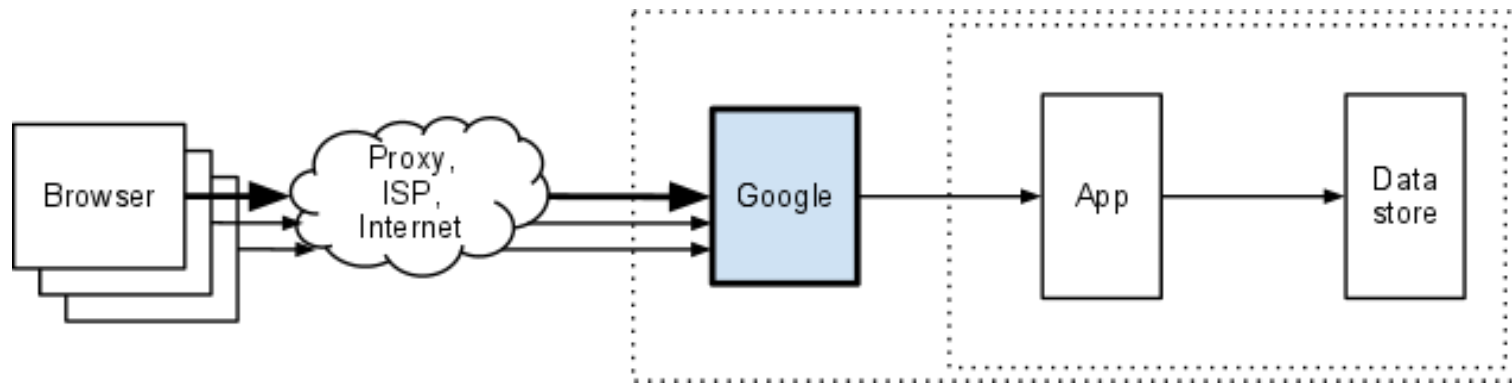 Browser
Proxy,
ISP,
Internet
Google
App
Data
store